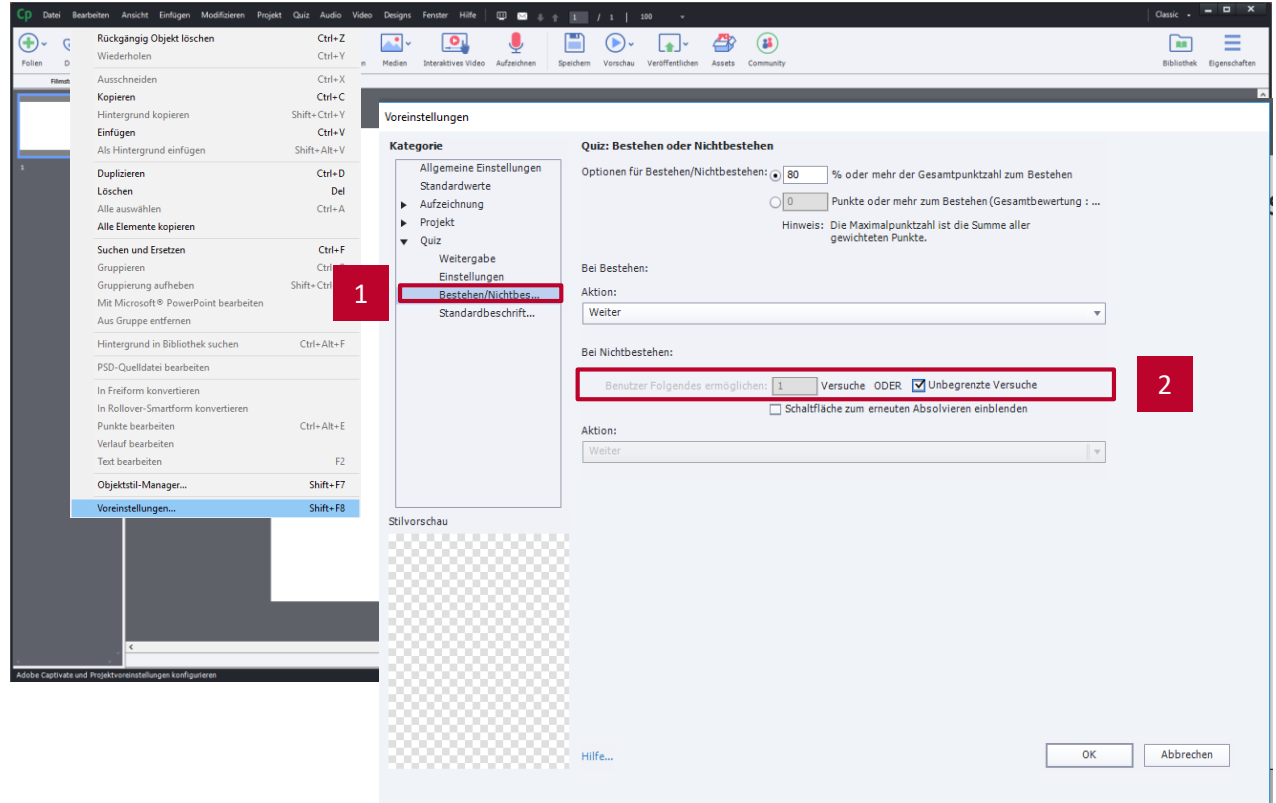 Cp Datei Bearbeiten Ansicht Einfügen Modifizieren Projekt Quiz Audio Video Designs Fenster Hilfe 1 / 1 100 Classic
Folien Medien Interaktives Video Aufzeichnen Speichern Vorschau Veröffentlichen Assets Community Bibliothek Eigenschaften
Rückgängig Objekt löschen Ctrl+Z
Wiederholen Ctrl+Y
Ausschneiden Ctrl+X
Kopieren Ctrl+C
Hintergrund kopieren Shift+Ctrl+Y
Einfügen Ctrl+V
Als Hintergrund einfügen Shift+Alt+V
Duplizieren Ctrl+D
Löschen Del
Alle auswählen Ctrl+A
Alle Elemente kopieren
Suchen und Ersetzen Ctrl+F
Gruppieren
Gruppierung aufheben
Mit Microsoft® PowerPoint bearbeiten
Aus Gruppe entfernen
Hintergrund in Bibliothek suchen Ctrl+Alt+F
PSD-Quelldatei bearbeiten
In Freiform konvertieren
In Rollover-Smartform konvertieren
Punkte bearbeiten Ctrl+Alt+E
Verlauf bearbeiten
Text bearbeiten F2
Objektstil-Manager... Shift+F7
Voreinstellungen... Shift+F8
1
Adobe Captivate und Projektvoreinstellungen konfigurieren
Voreinstellungen
Kategorie
Allgemeine Einstellungen
Standardwerte
Aufzeichnung
Projekt
Quiz
Weitergabe
Einstellungen
1
Bestehen/Nichtbes...
Standardbeschrift...
Stilvorschau
Quiz: Bestehen oder Nichtbestehen
Optionen für Bestehen/Nichtbestehen: 80 % oder mehr der Gesamtpunktzahl zum Bestehen
0 Punkte oder mehr zum Bestehen (Gesamtbewertung : ...
Hinweis: Die Maximalpunktzahl ist die Summe aller
gewichteten Punkte.
Bei Bestehen:
Aktion:
Weiter
Bei Nichtbestehen:
Benutzer Folgendes ermöglichen: 1 Versuche ODER Unbegrenzte Versuche
2
Schaltfläche zum erneuten Absolvieren einblenden
Aktion:
Weiter
Hilfe... OK Abbrechen